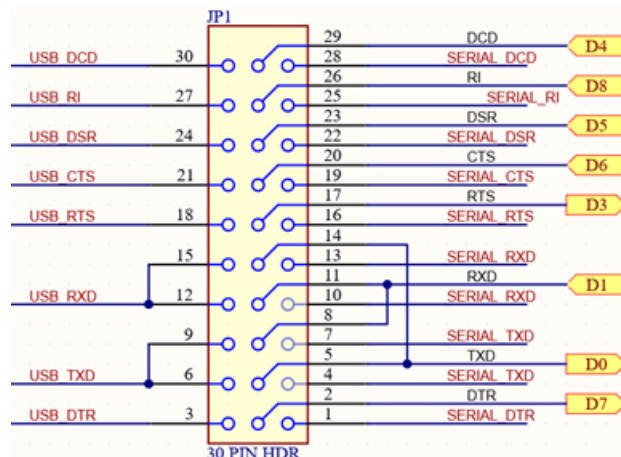 JP1
29 DCD D4
USB_DCD 30 28 SERIAL_DCD
26 RI D8
USB_RI 27 25 SERIAL_RI
23 DSR D5
USB_DSR 24 22 SERIAL_DSR
20 CTS D6
USB_CTS 21 19 SERIAL_CTS
17 RTS D3
USB_RTS 18 16 SERIAL_RTS
14
15 13 SERIAL_RXD
11 RXD D1
USB_RXD 12 10 SERIAL_RXD
8
9 7 SERIAL_TXD
5 TXD D0
USB_TXD 6 4 SERIAL_TXD
2 DTR D7
USB_DTR 3 1 SERIAL_DTR
30 PIN HDR